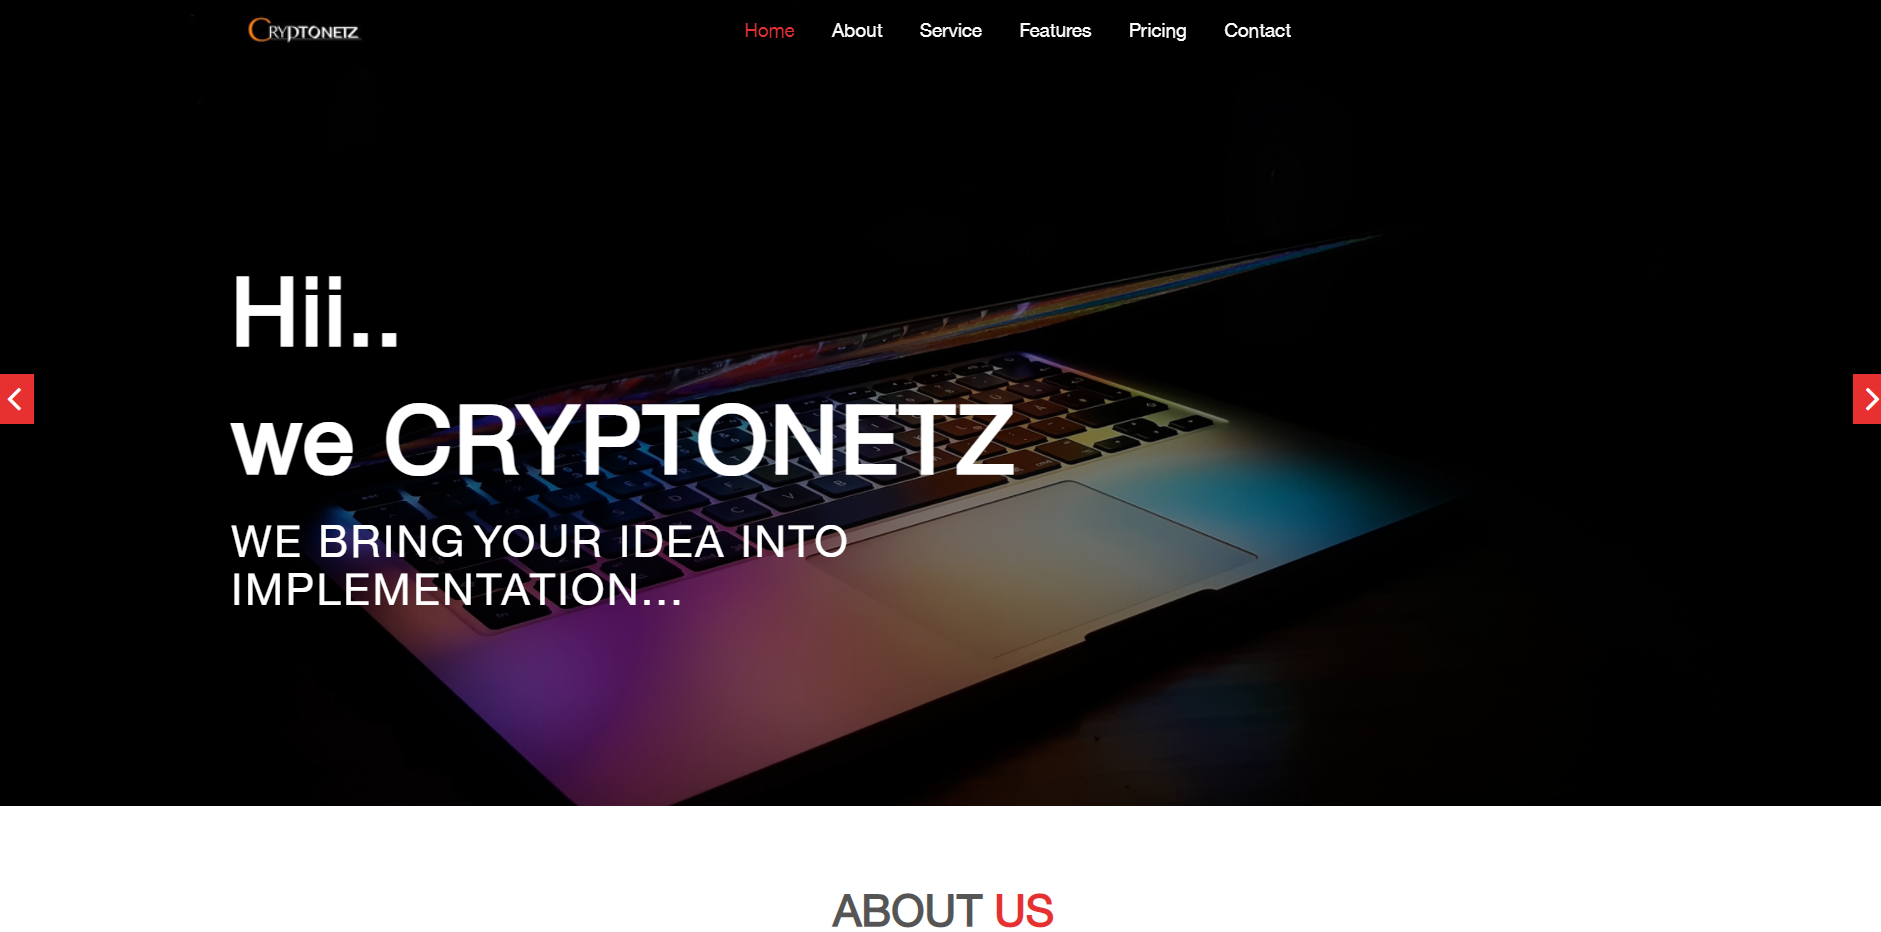 CRYPTONETZ
Home About Service Features Pricing Contact
Hii..
we CRYPTONETZ
WE BRING YOUR IDEA INTO
IMPLEMENTATION...
ABOUT US